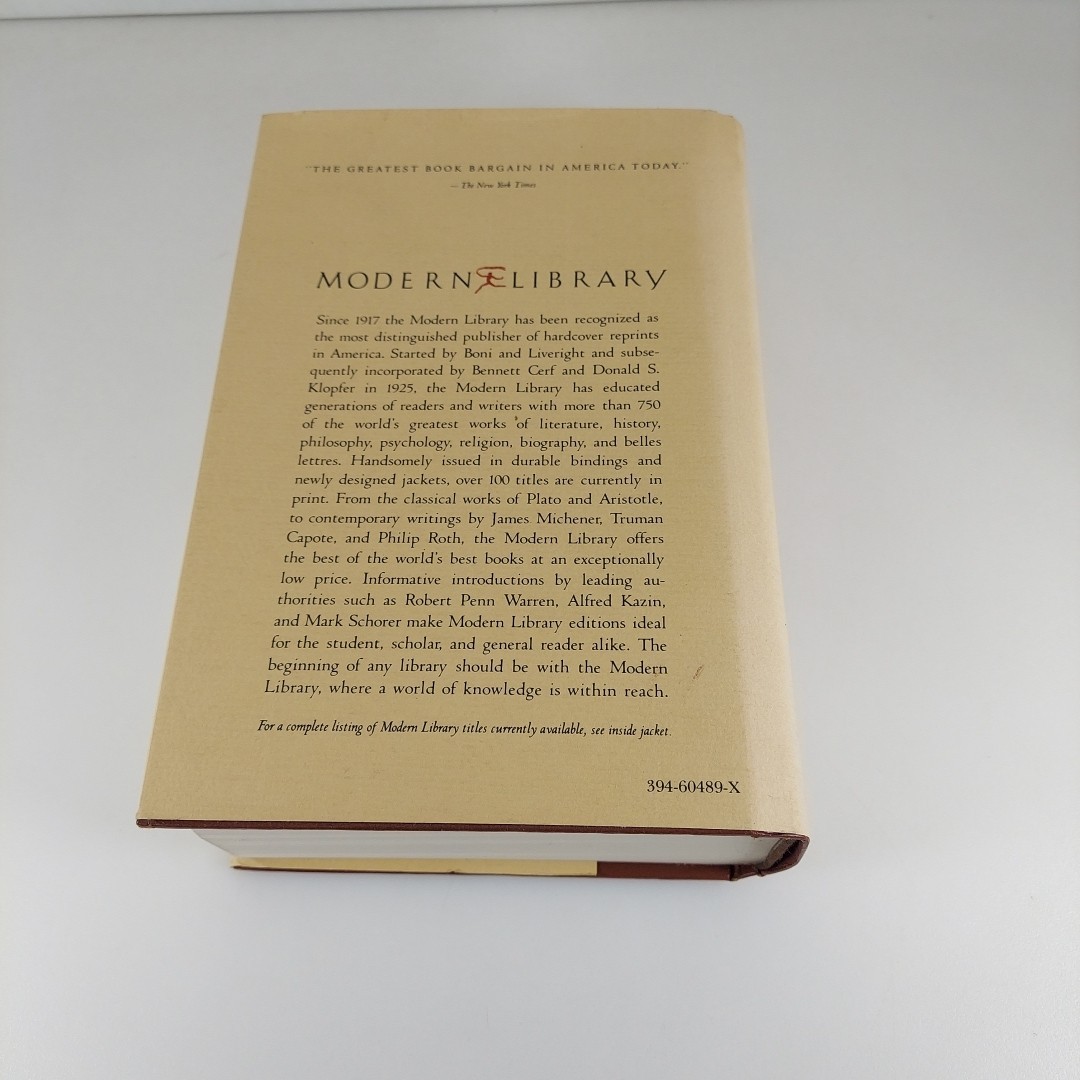 "THE GREATEST BOOK BARGAIN IN AMERICA TODAY."
— The New York Times
MODERN LIBRARY
Since 1917 the Modern Library has been recognized as
the most distinguished publisher of hardcover reprints
in America. Started by Boni and Liveright and subse-
quently incorporated by Bennett Cerf and Donald S.
Klopfer in 1925, the Modern Library has educated
generations of readers and writers with more than 750
of the world's greatest works of literature, history,
philosophy, psychology, religion, biography, and belles
lettres. Handsomely issued in durable bindings and
newly designed jackets, over 100 titles are currently in
print. From the classical works of Plato and Aristotle,
to contemporary writings by James Michener, Truman
Capote, and Philip Roth, the Modern Library offers
the best of the world's best books at an exceptionally
low price. Informative introductions by leading au-
thorities such as Robert Penn Warren, Alfred Kazin,
and Mark Schorer make Modern Library editions ideal
for the student, scholar, and general reader alike. The
beginning of any library should be with the Modern
Library, where a world of knowledge is within reach.
For a complete listing of Modern Library titles currently available, see inside jacket.
394-60489-X